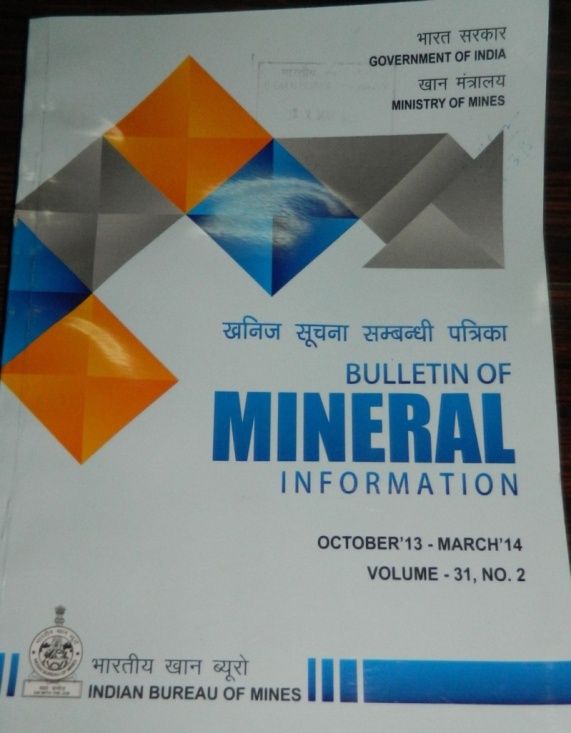 भारत सरकार
GOVERNMENT OF INDIA
खान मंत्रालय
MINISTRY OF MINES
खनिज सूचना सम्बन्धी पत्रिका
BULLETIN OF
MINERAL
INFORMATION
OCTOBER'13 - MARCH'14
VOLUME - 31, NO. 2
भारतीय खान ब्यूरो
INDIAN BUREAU OF MINES